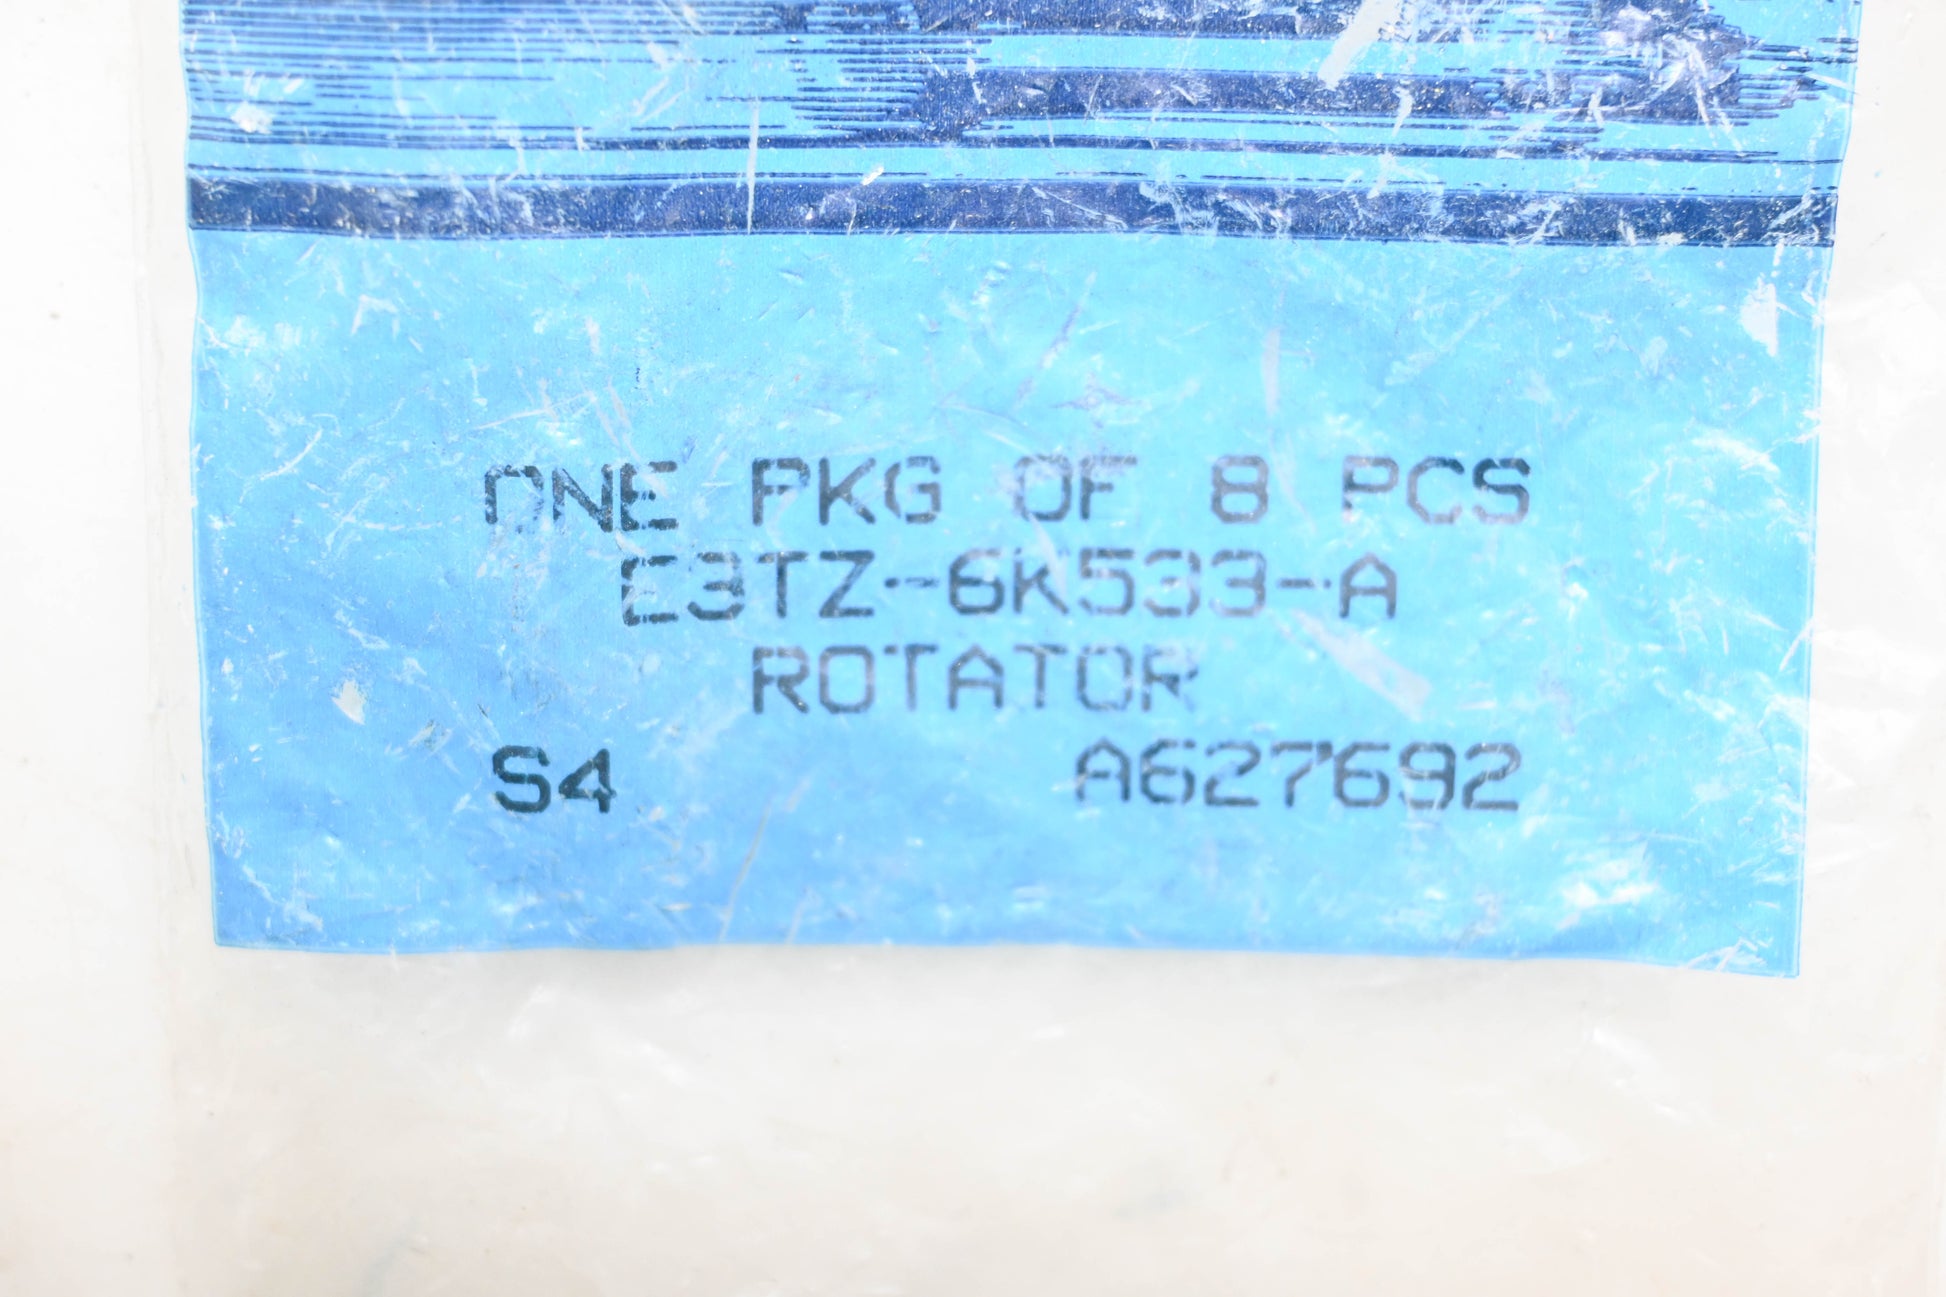 ONE PKG OF 8 PCS
E3TZ-6K533-A
ROTATOR
S4 A627692